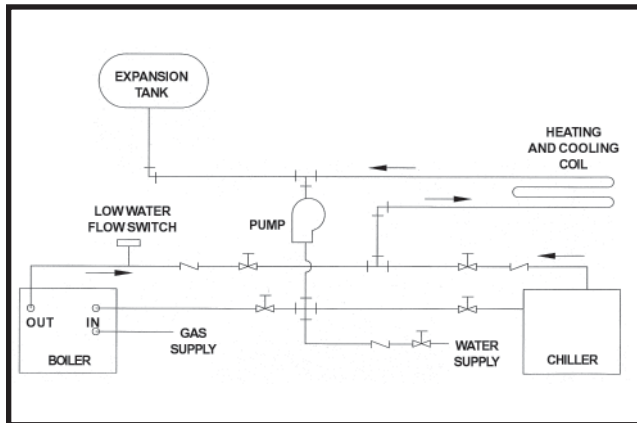 EXPANSION
TANK
HEATING
AND COOLING
COIL
LOW WATER
FLOW SWITCH
PUMP
OUT
IN
GAS
SUPPLY
BOILER
WATER
SUPPLY
CHILLER